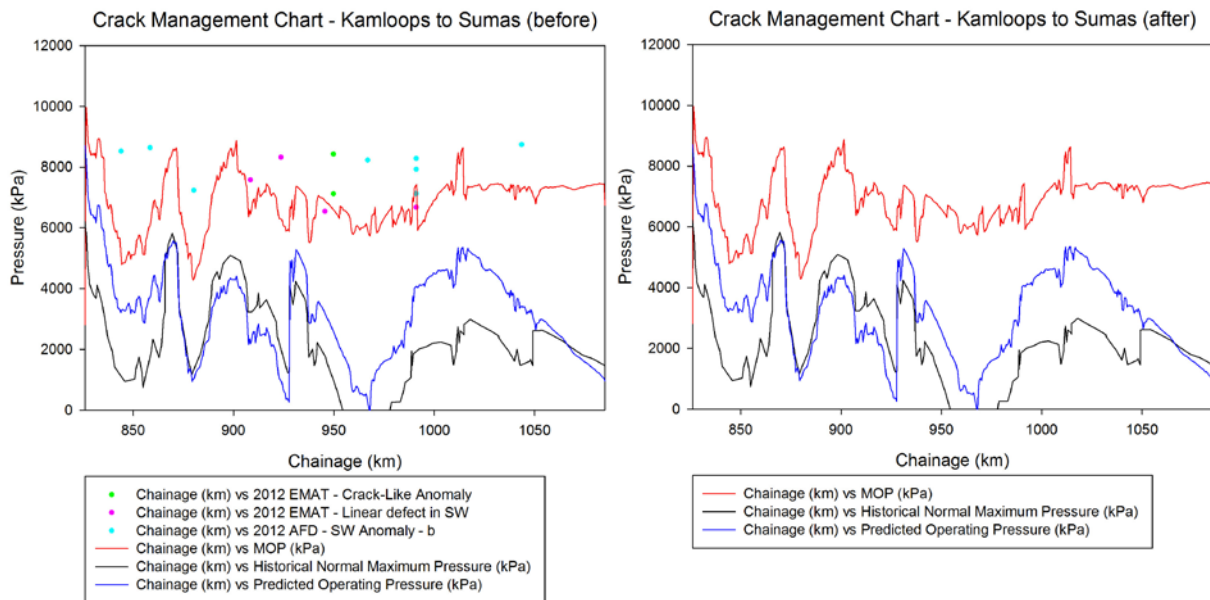 Crack Management Chart - Kamloops to Sumas (before)
12000
10000
8000
6000
4000
2000
0
Pressure (kPa)
850 900 950 1000 1050
Chainage (km)
Chainage (km) vs 2012 EMAT - Crack-Like Anomaly
Chainage (km) vs 2012 EMAT - Linear defect in SW
Chainage (km) vs 2012 AFD - SW Anomaly - b
Chainage (km) vs MOP (kPa)
Chainage (km) vs Historical Normal Maximum Pressure (kPa)
Chainage (km) vs Predicted Operating Pressure (kPa)
Crack Management Chart - Kamloops to Sumas (after)
12000
10000
8000
6000
4000
2000
0
Pressure (kPa)
850 900 950 1000 1050
Chainage (km)
Chainage (km) vs MOP (kPa)
Chainage (km) vs Historical Normal Maximum Pressure (kPa)
Chainage (km) vs Predicted Operating Pressure (kPa)